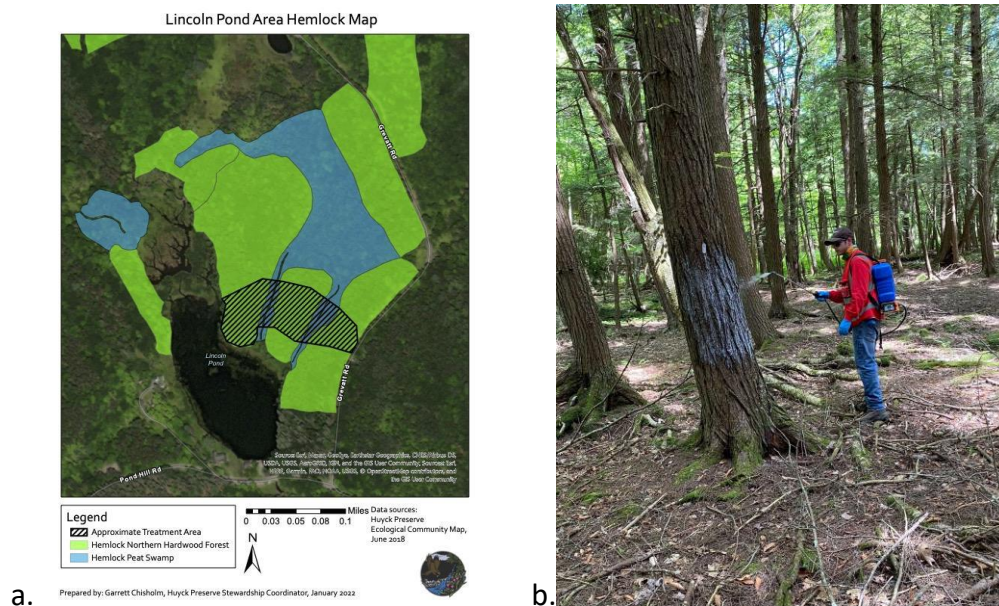 Lincoln Pond Area Hemlock Map
Grevatt Rd
Lincoln
Pond
Grevatt Rd
Pond Hill Rd
Legend
Approximate Treatment Area
Hemlock Northern Hardwood Forest
Hemlock Peat Swamp
Miles
0 0.03 0.05 0.08 0.1
N
Data sources:
Huyck Preserve
Ecological Community Map,
June 2018
Prepared by: Garrett Chisholm, Huyck Preserve Stewardship Coordinator, January 2022
a.
b.